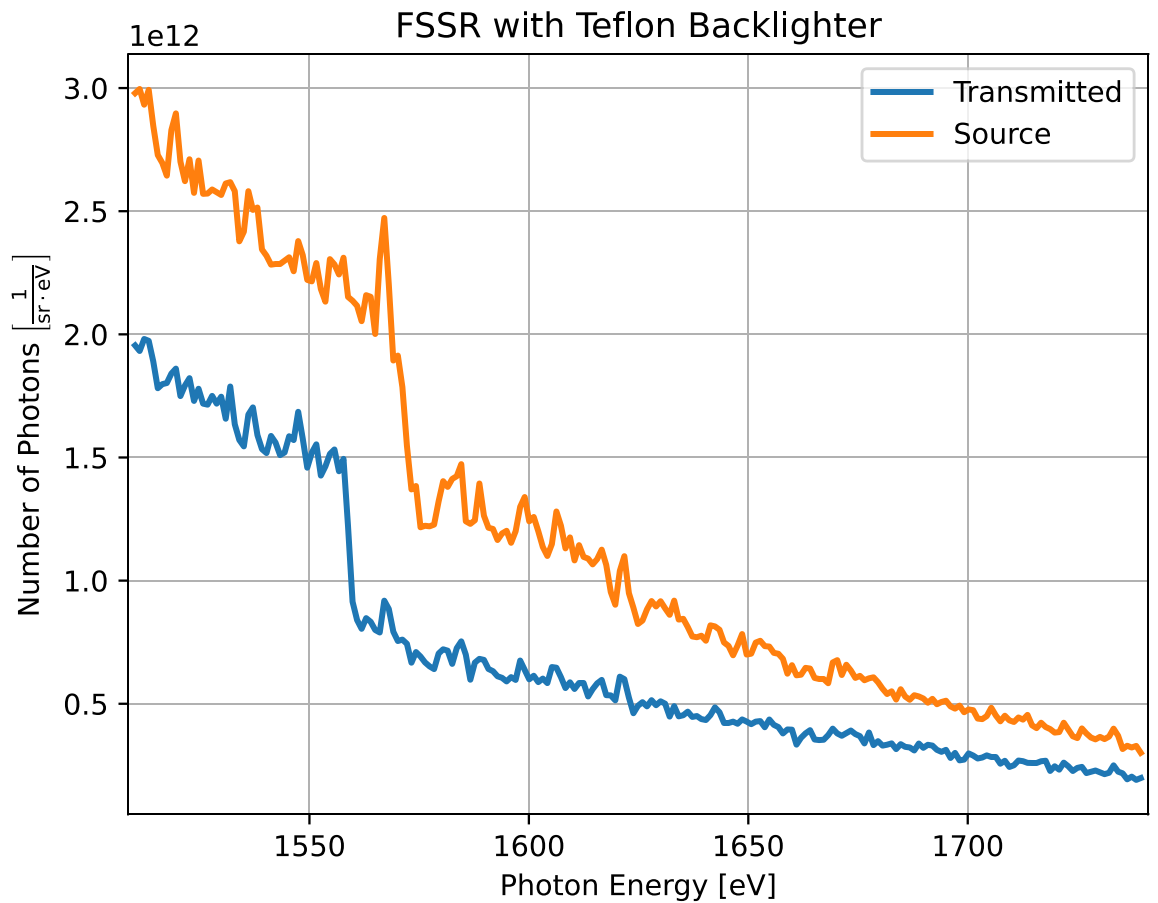 FSSR with Teflon Backlighter
1e12
Transmitted
Source
3.0
2.5
2.0
1.5
1.0
0.5
Number of Photons [1/[sr·eV]]
1550 1600 1650 1700
Photon Energy [eV]